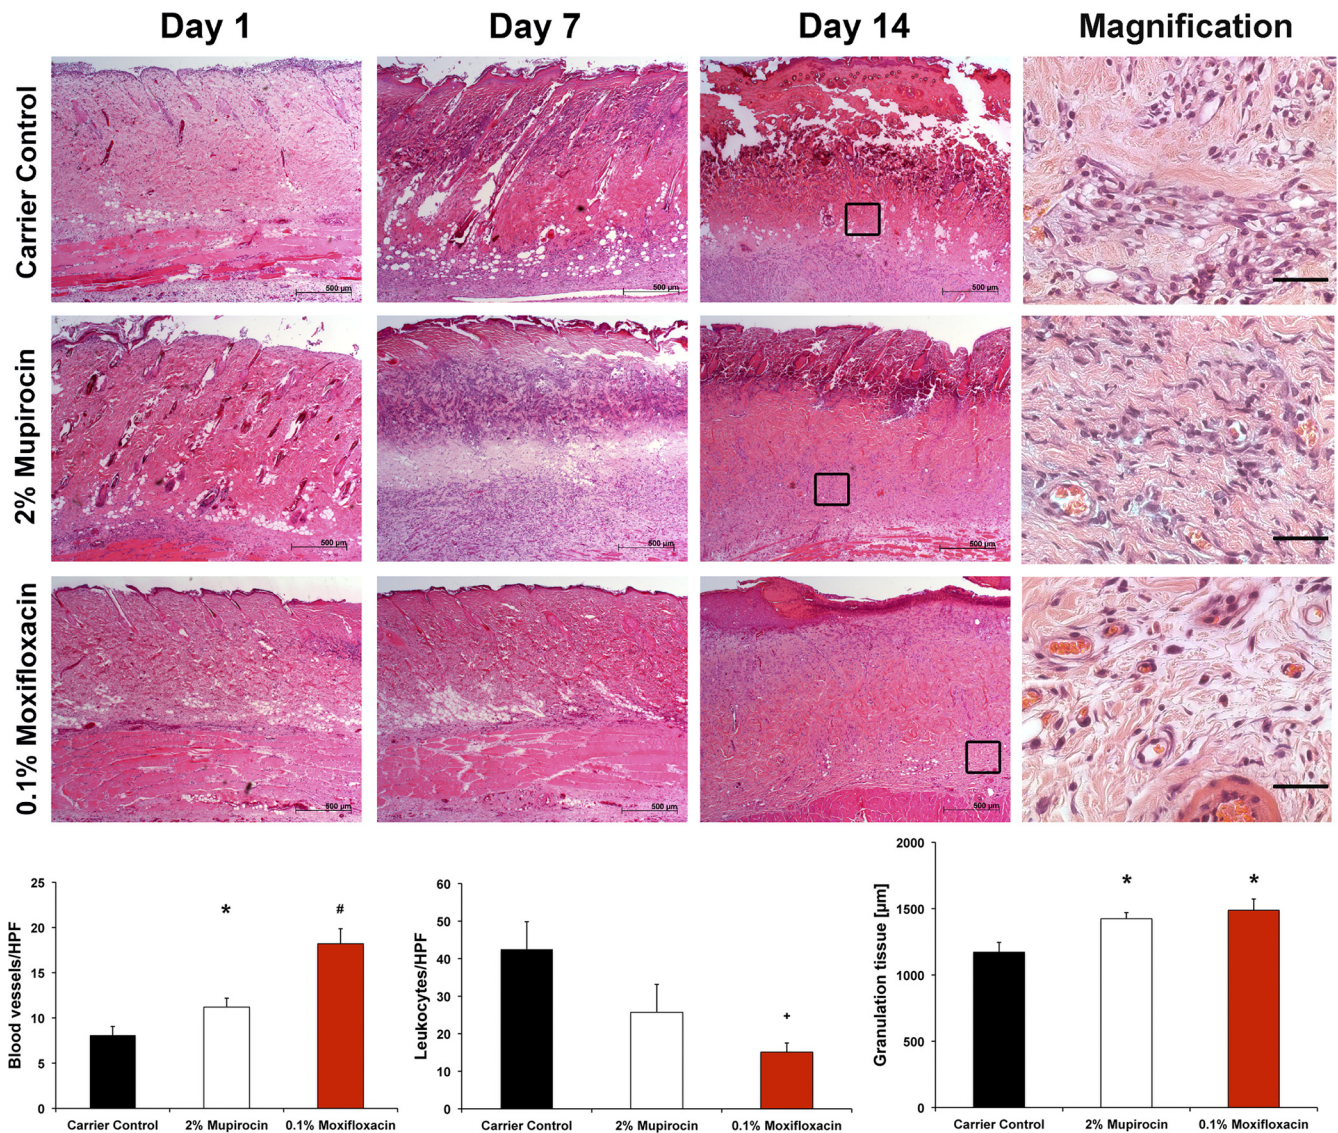 Day 1
Day 7
Day 14
Magnification
Carrier Control
500 µm
500 µm
500 µm
2% Mupirocin
500 µm
500 µm
500 µm
0.1% Moxifloxacin
500 µm
500 µm
500 µm
Blood vessels/HPF
25
20
15
10
5
0
*
#
Carrier Control
2% Mupirocin
0.1% Moxifloxacin
Leukocytes/HPF
60
50
40
30
20
10
0
+
Carrier Control
2% Mupirocin
0.1% Moxifloxacin
Granulation tissue [µm]
2000
1500
1000
500
0
*
*
Carrier Control
2% Mupirocin
0.1% Moxifloxacin